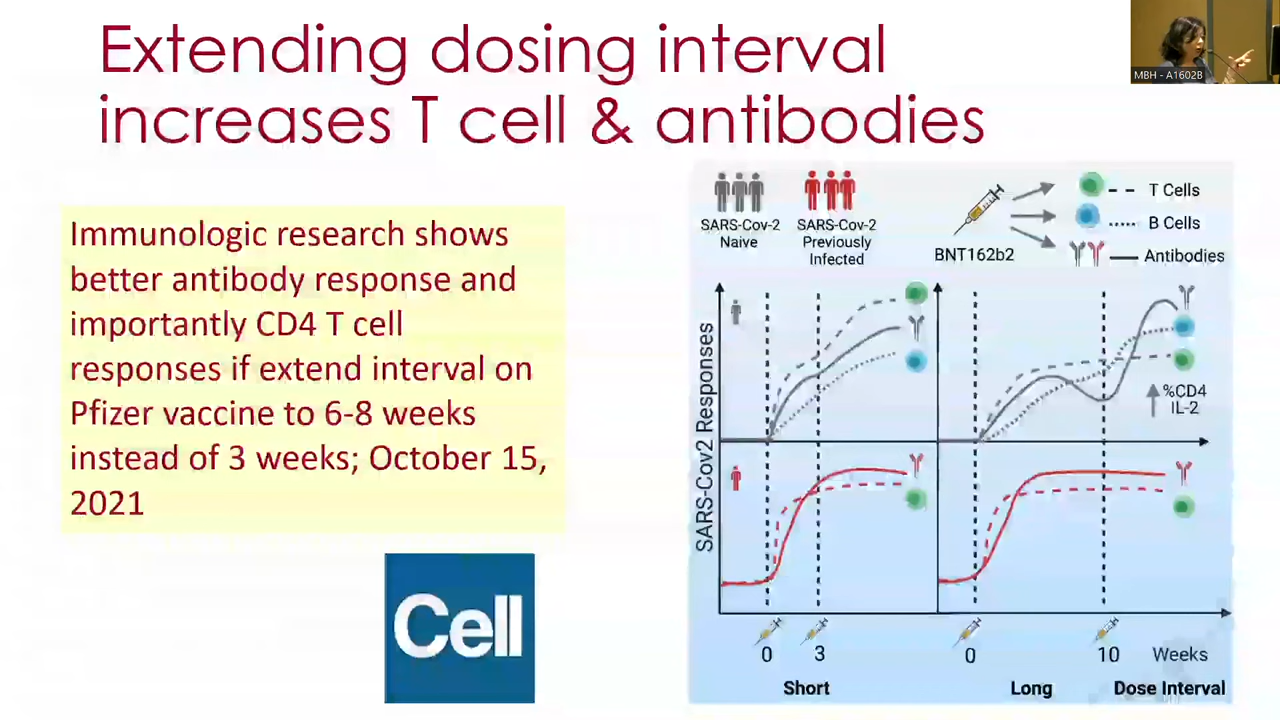 Extending dosing interval
increases T cell & antibodies
MBH - A1602B
Immunologic research shows
better antibody response and
importantly CD4 T cell
responses if extend interval on
Pfizer vaccine to 6-8 weeks
instead of 3 weeks; October 15,
2021
Cell
SARS-Cov-2
Naive
SARS-Cov-2
Previously
Infected
BNT162b2
T Cells
B Cells
Antibodies
SARS-Cov2 Responses
%CD4
IL-2
0 3 0 10 Weeks
Short Long Dose Interval